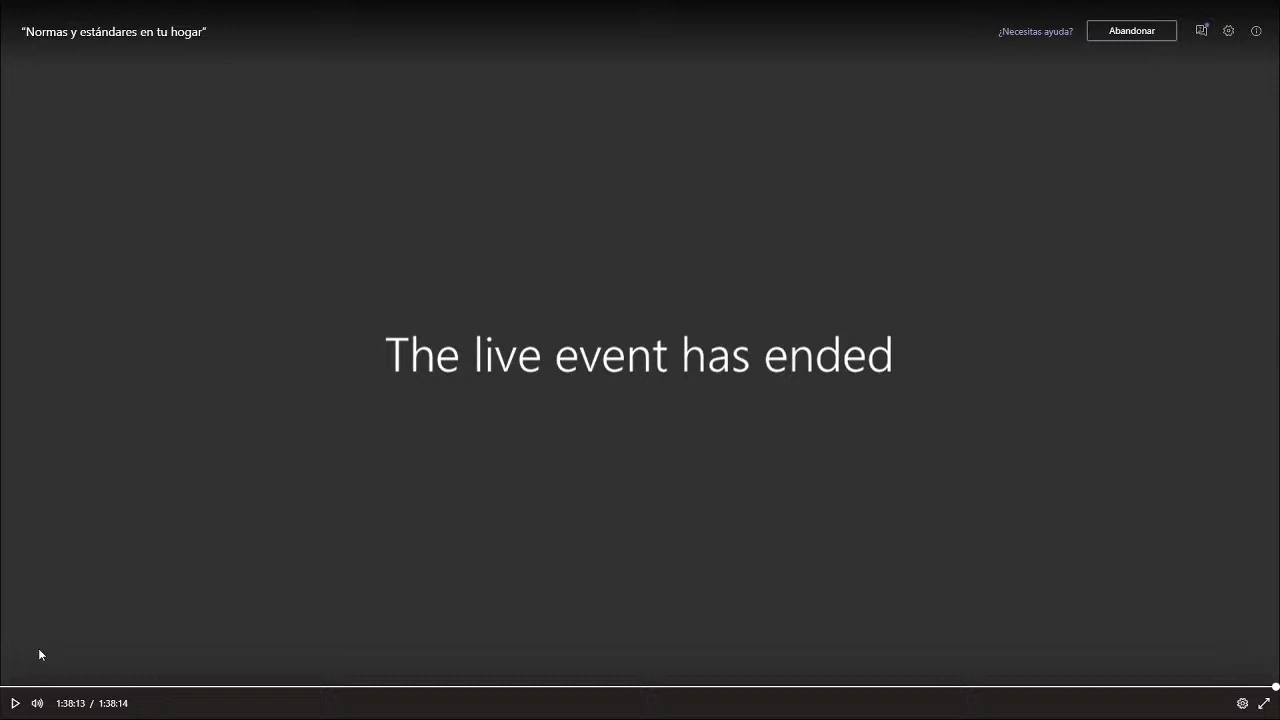 "Normas y estándares en tu hogar"
¿Necesitas ayuda?
Abandonar
The live event has ended
1:38:13 / 1:38:14